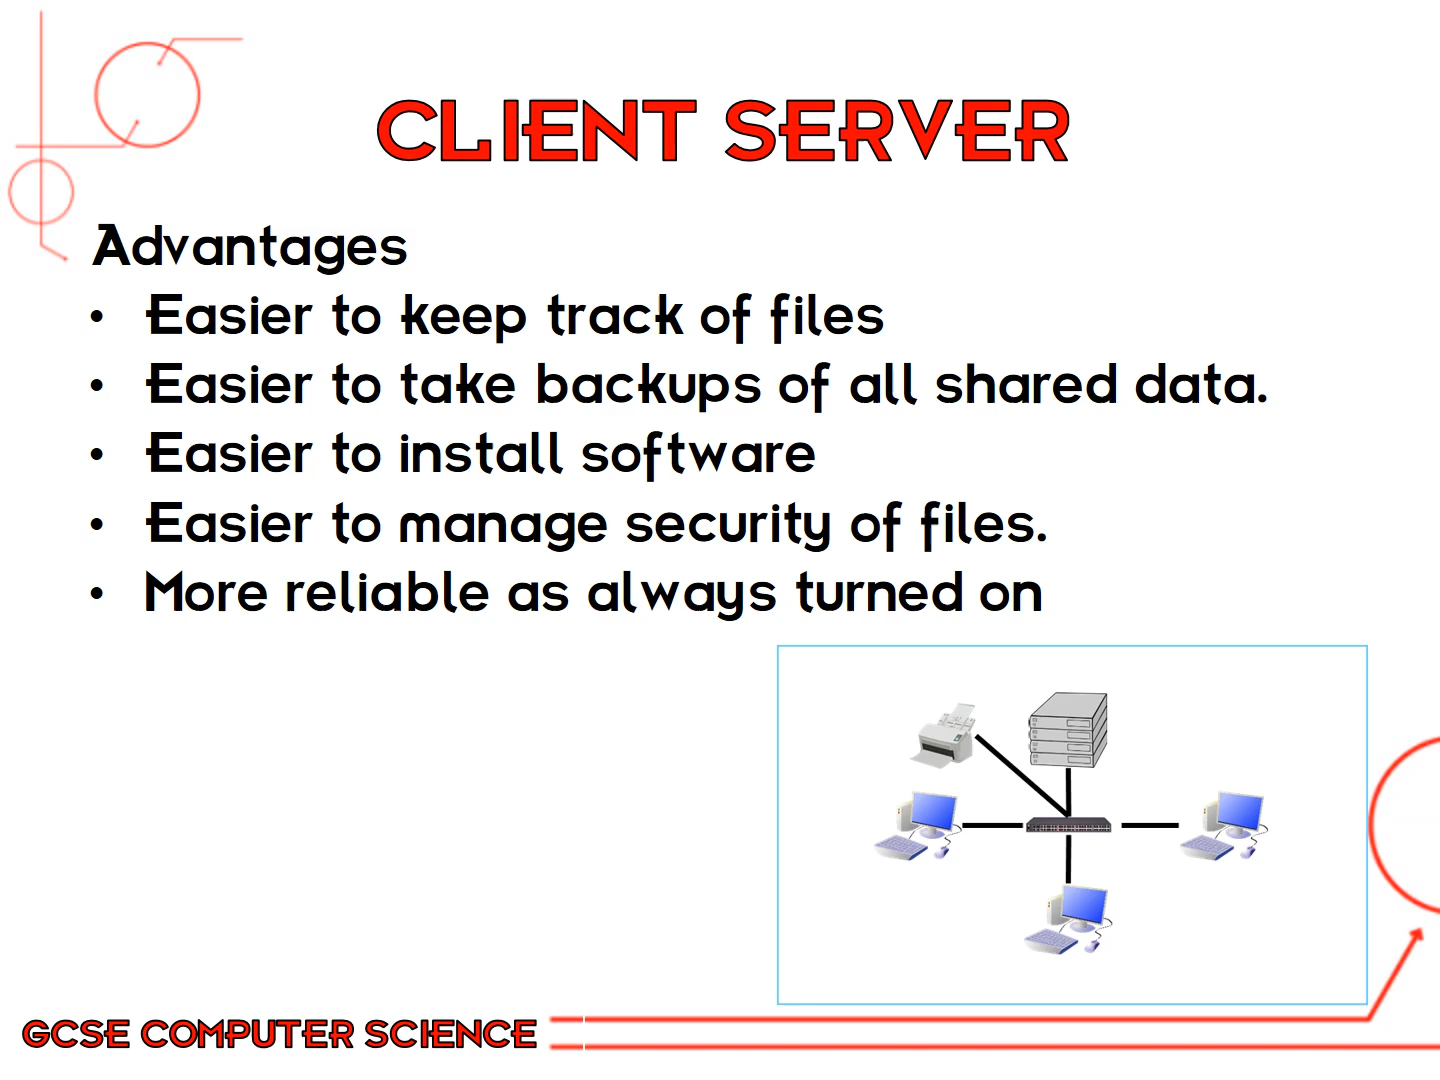 CLIENT SERVER
Advantages
• Easier to keep track of files
• Easier to take backups of all shared data.
• Easier to install software
• Easier to manage security of files.
• More reliable as always turned on
GCSE COMPUTER SCIENCE